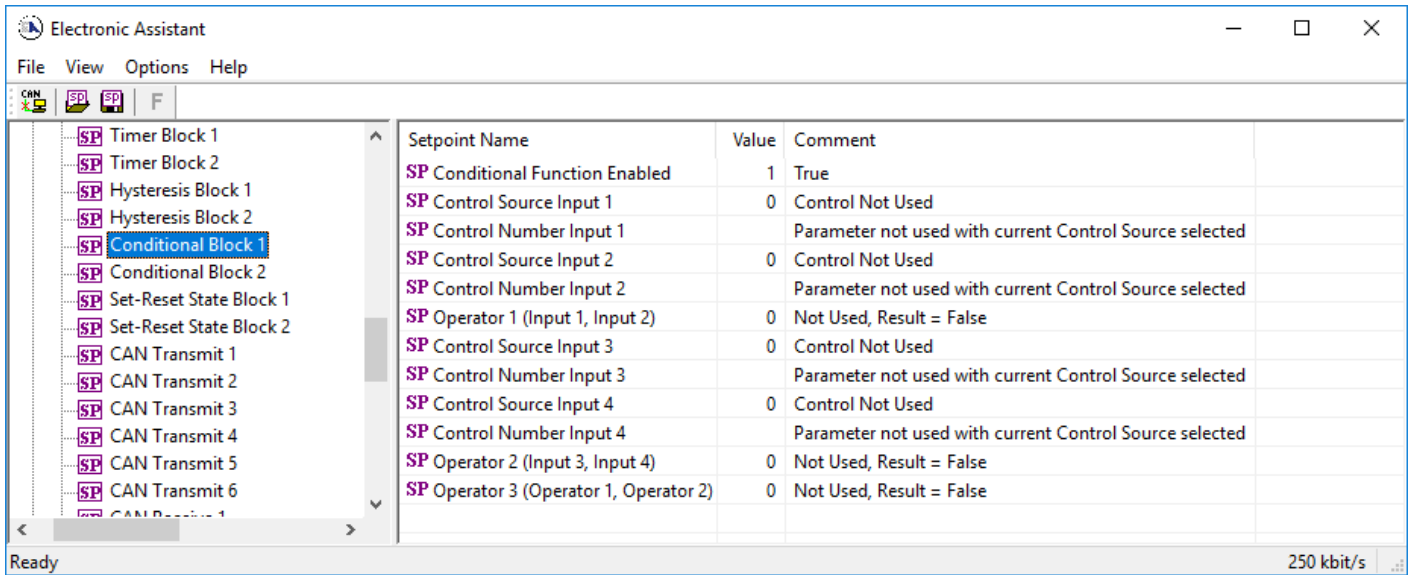 Electronic Assistant
File View Options Help
CAN SP SP F
SP Timer Block 1
SP Timer Block 2
SP Hysteresis Block 1
SP Hysteresis Block 2
SP Conditional Block 1
SP Conditional Block 2
SP Set-Reset State Block 1
SP Set-Reset State Block 2
SP CAN Transmit 1
SP CAN Transmit 2
SP CAN Transmit 3
SP CAN Transmit 4
SP CAN Transmit 5
SP CAN Transmit 6
SP CAN Receive 1
Setpoint Name Value Comment
SP Conditional Function Enabled 1 True
SP Control Source Input 1 0 Control Not Used
SP Control Number Input 1 Parameter not used with current Control Source selected
SP Control Source Input 2 0 Control Not Used
SP Control Number Input 2 Parameter not used with current Control Source selected
SP Operator 1 (Input 1, Input 2) 0 Not Used, Result = False
SP Control Source Input 3 0 Control Not Used
SP Control Number Input 3 Parameter not used with current Control Source selected
SP Control Source Input 4 0 Control Not Used
SP Control Number Input 4 Parameter not used with current Control Source selected
SP Operator 2 (Input 3, Input 4) 0 Not Used, Result = False
SP Operator 3 (Operator 1, Operator 2) 0 Not Used, Result = False
Ready 250 kbit/s